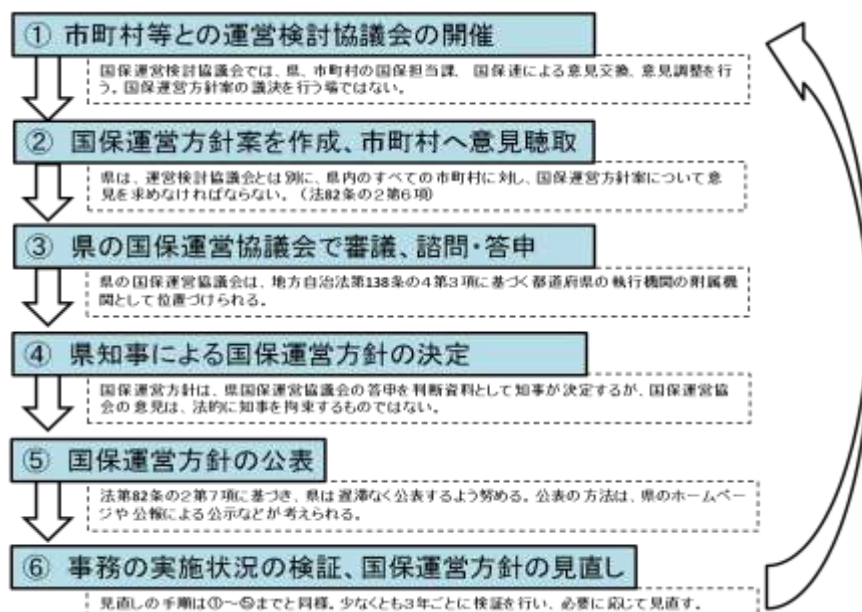 ① 市町村等との運営検討協議会の開催
国保運営検討協議会では、県、市町村の国保担当課、国保連による意見交換、意見調整を行
う。国保運営方針案の議決を行う場ではない。
② 国保運営方針案を作成、市町村へ意見聴取
県は、運営検討協議会とは別に、県内のすべての市町村に対し、国保運営方針案について意
見を求めなければならない。（法82条の2第6項）
③ 県の国保運営協議会で審議、諮問・答申
県の国保運営協議会は、地方自治法第138条の4第3項に基づく都道府県の執行機関の附属機
関として位置づけられる。
④ 県知事による国保運営方針の決定
国保運営方針は、県国保運営協議会の答申を判断資料として知事が決定するが、国保運営協
会の意見は、法的に知事を拘束するものではない。
⑤ 国保運営方針の公表
法第82条の2第7項に基づき、県は遅滞なく公表するよう努める。公表の方法は、県のホームペー
ジや公報による公示などが考えられる。
⑥ 事務の実施状況の検証、国保運営方針の見直し
見直しの手順は①～⑤までと同様。少なくとも3年ごとに検証を行い、必要に応じて見直す。